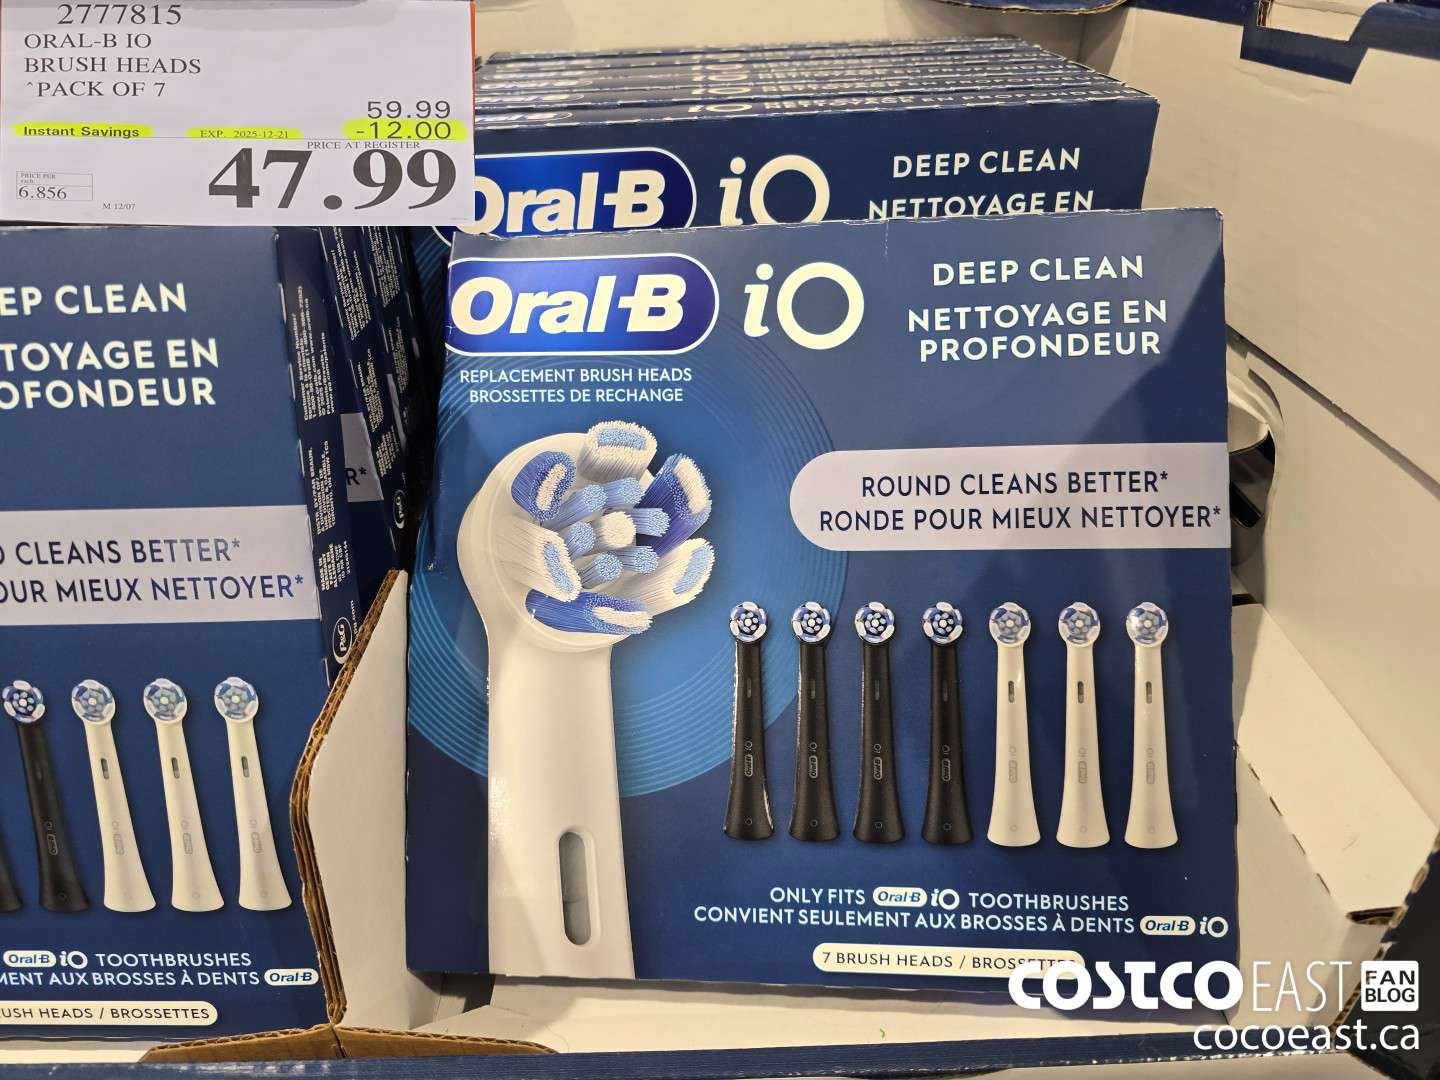 2777815
ORAL-B IO
BRUSH HEADS
^PACK OF 7
59.99
Instant Savings EXP. 2025-12-21 -12.00
PRICE AT REGISTER
47.99
PRICE PER
each
6.856
M 12/07
Oral-B iO
DEEP CLEAN
NETTOYAGE EN
Oral-B iO
DEEP CLEAN
NETTOYAGE EN
PROFONDEUR
REPLACEMENT BRUSH HEADS
BROSSETTES DE RECHANGE
ROUND CLEANS BETTER*
RONDE POUR MIEUX NETTOYER*
ONLY FITS Oral-B iO TOOTHBRUSHES
CONVIENT SEULEMENT AUX BROSSES À DENTS Oral-B iO
7 BRUSH HEADS / BROSSETTES
EP CLEAN
TOYAGE EN
OFONDEUR
CLEANS BETTER*
OUR MIEUX NETTOYER*
Oral-B iO TOOTHBRUSHES
MENT AUX BROSSES À DENTS Oral-B
USH HEADS / BROSSETTES
R*
P&G
COSTCO EAST FAN BLOG
cocoeast.ca